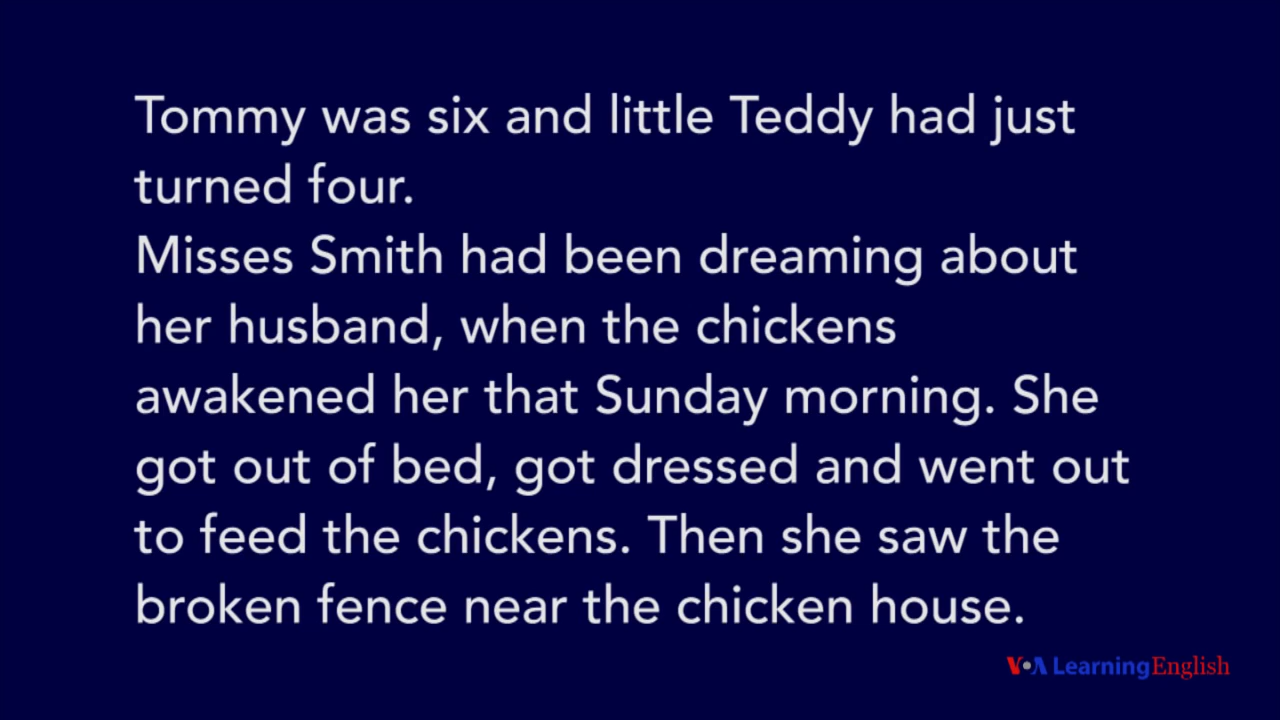 Tommy was six and little Teddy had just
turned four.
Misses Smith had been dreaming about
her husband, when the chickens
awakened her that Sunday morning. She
got out of bed, got dressed and went out
to feed the chickens. Then she saw the
broken fence near the chicken house.
VOA Learning English